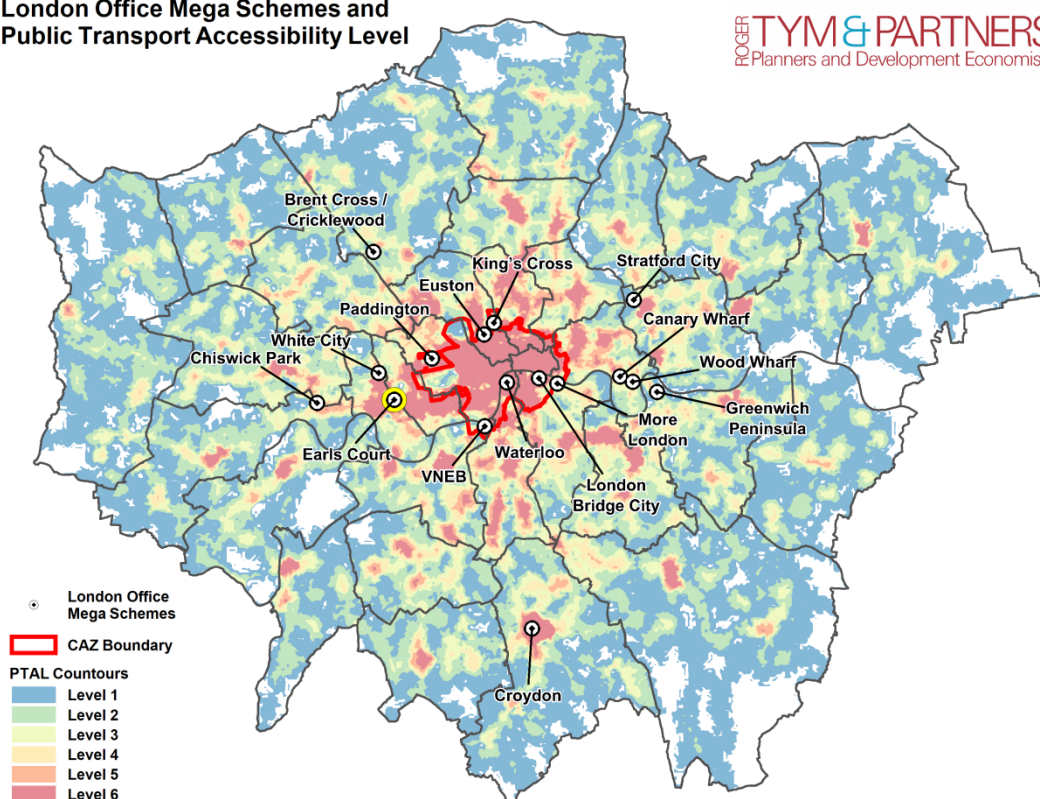 London Office Mega Schemes and
Public Transport Accessibility Level
ROGER
TYM & PARTNERS
Planners and Development Economis
Brent Cross /
Cricklewood
King's Cross
Stratford City
Euston
Paddington
Canary Wharf
White City
Chiswick Park
Wood Wharf
Greenwich
Peninsula
More
London
Earls Court
Waterloo
VNEB
London
Bridge City
Croydon
London Office
Mega Schemes
CAZ Boundary
PTAL Countours
Level 1
Level 2
Level 3
Level 4
Level 5
Level 6